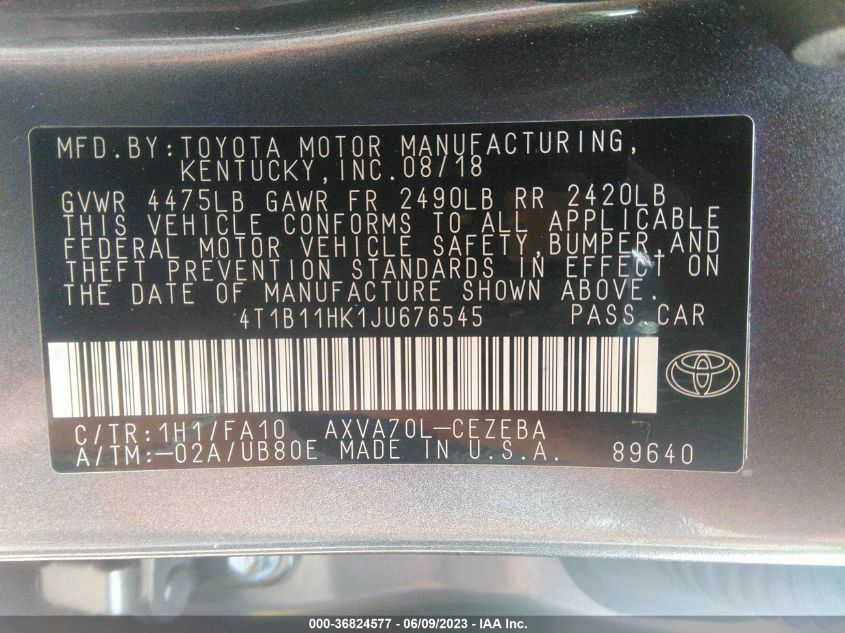 MFD.BY:TOYOTA MOTOR MANUFACTURING,
KENTUCKY,INC.08/18
GVWR 4475LB GAWR FR 2490LB RR 2420LB
THIS VEHICLE CONFORMS TO ALL APPLICABLE
FEDERAL MOTOR VEHICLE SAFETY,BUMPER,AND
THEFT PREVENTION STANDARDS IN EFFECT ON
THE DATE OF MANUFACTURE SHOWN ABOVE.
4T1B11HK1JU676545 PASS CAR
C/TR:1H1/FA10 AXVA70L-CEZEBA
A/TM:-02A/UB80E MADE IN U.S.A. 89640
000-36824577 - 06/09/2023 - IAA Inc.